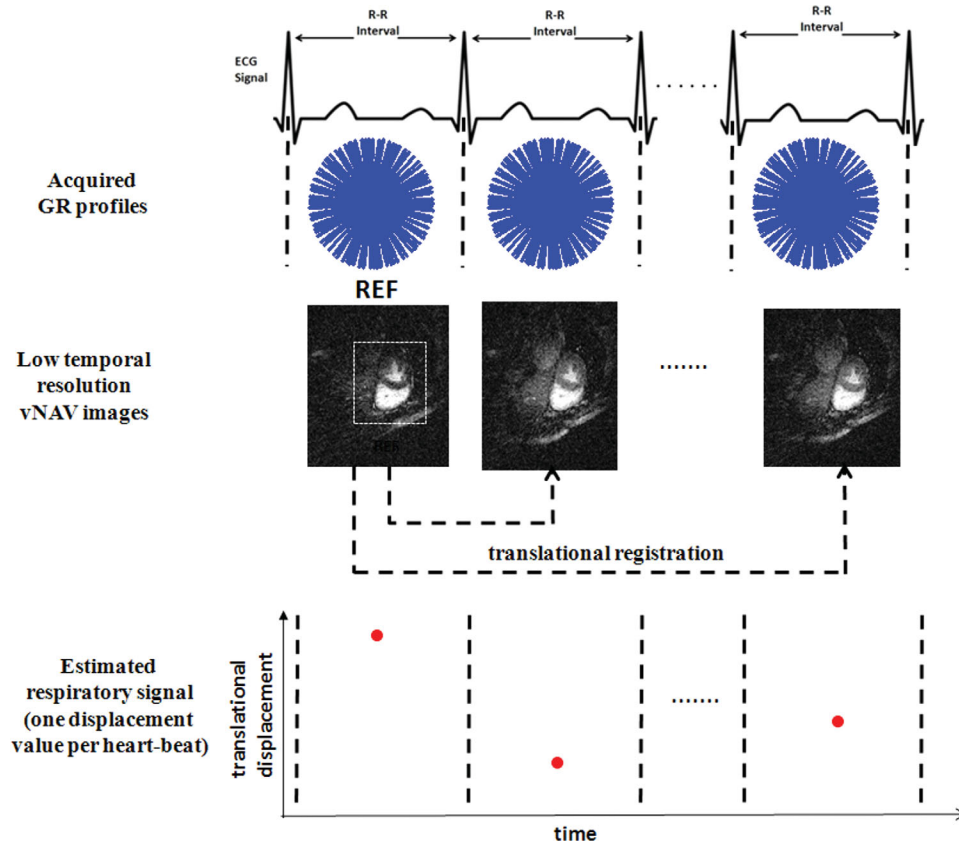 R-R
Interval
R-R
Interval
R-R
Interval
ECG
Signal
. . . . . .
Acquired
GR profiles
REF
Low temporal
resolution
vNAV images
.......
REF
translational registration
Estimated
respiratory signal
(one displacement
value per heart-beat)
translational
displacement
.......
time